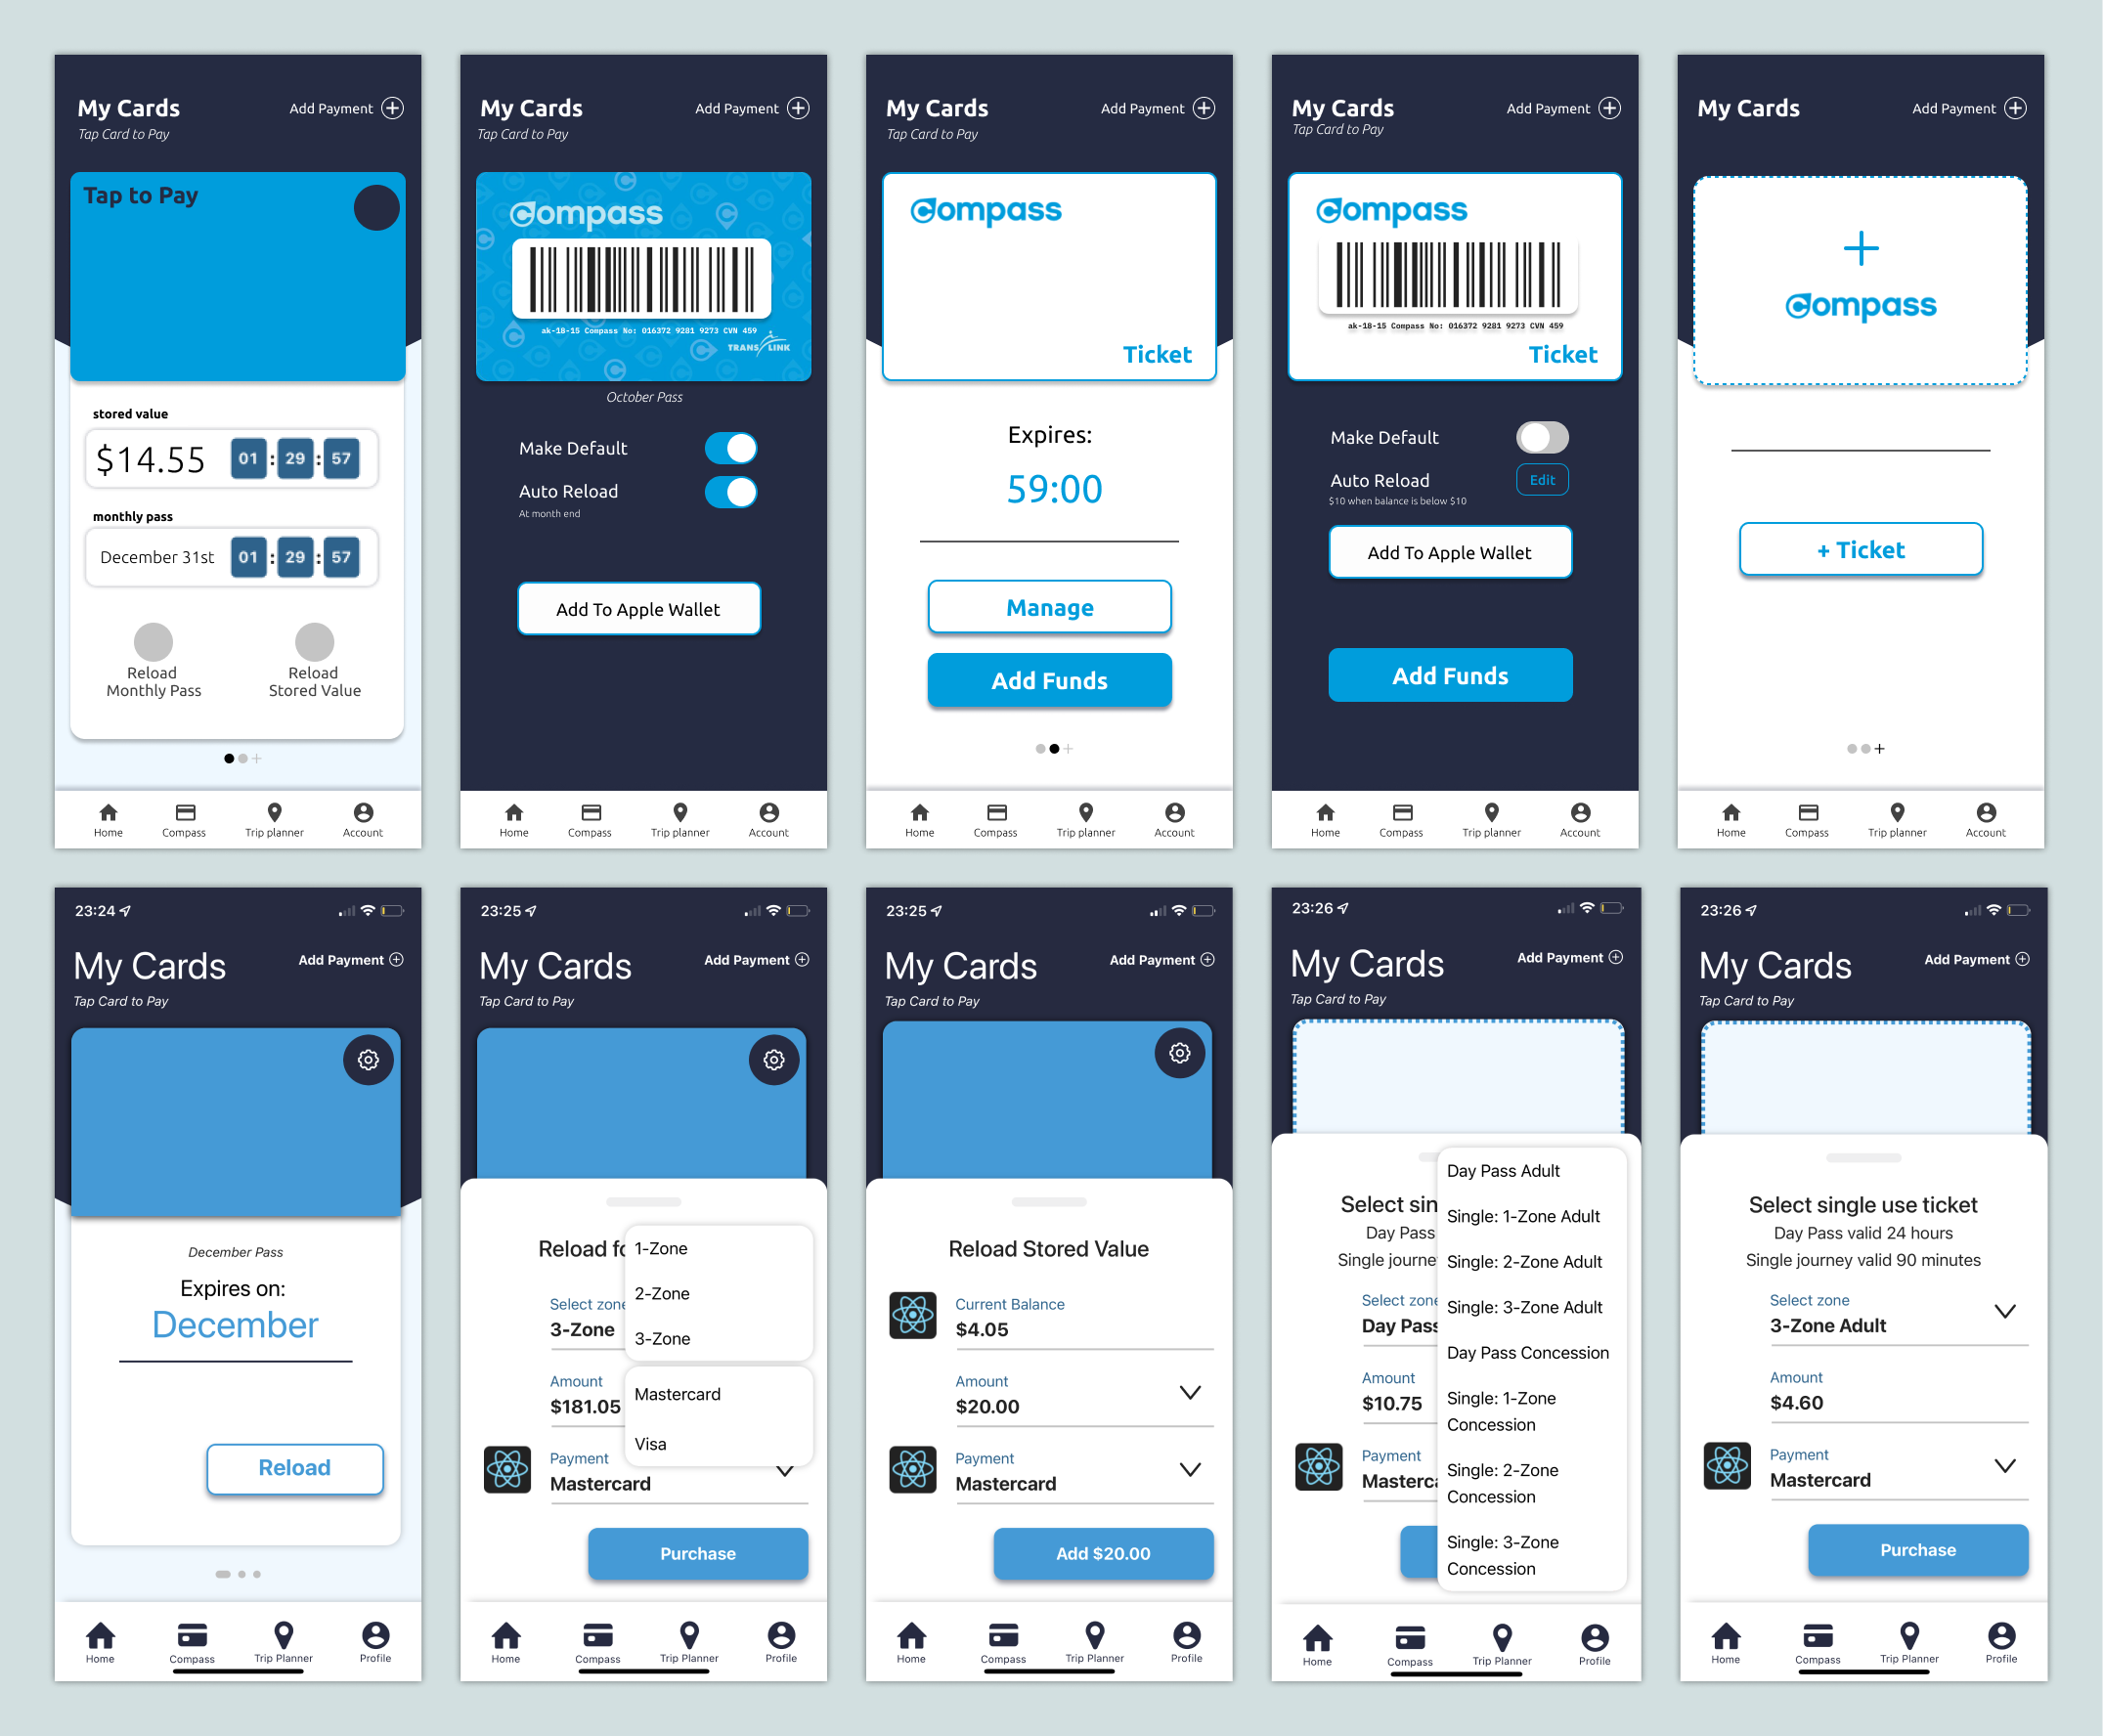 My Cards
Add Payment
Tap Card to Pay
Tap to Pay
stored value
$14.55 01 : 29 : 57
monthly pass
December 31st 01 : 29 : 57
Reload
Monthly Pass
Reload
Stored Value
Home Compass Trip planner Account
My Cards
Add Payment
Tap Card to Pay
Compass
ak-18-15 Compass No: 016372 9281 9273 CVN 459
TRANS LINK
October Pass
Make Default
Auto Reload
At month end
Add To Apple Wallet
Home Compass Trip planner Account
My Cards
Add Payment
Tap Card to Pay
Compass
Ticket
Expires:
59:00
Manage
Add Funds
Home Compass Trip planner Account
My Cards
Add Payment
Tap Card to Pay
Compass
ak-18-15 Compass No: 016372 9281 9273 CVN 459
Ticket
Make Default
Auto Reload
Edit
$10 when balance is below $10
Add To Apple Wallet
Add Funds
Home Compass Trip planner Account
My Cards
Add Payment
+
Compass
+ Ticket
Home Compass Trip planner Account
23:24
My Cards
Add Payment
Tap Card to Pay
December Pass
Expires on:
December
Reload
Home Compass Trip Planner Profile
23:25
My Cards
Add Payment
Tap Card to Pay
Reload fo
1-Zone
2-Zone
3-Zone
Select zone
3-Zone
Amount
$181.05
Mastercard
Visa
Payment
Mastercard
Purchase
Home Compass Trip Planner Profile
23:25
My Cards
Add Payment
Tap Card to Pay
Reload Stored Value
Current Balance
$4.05
Amount
$20.00
Payment
Mastercard
Add $20.00
Home Compass Trip Planner Profile
23:26
My Cards
Add Payment
Tap Card to Pay
Select sin
Day Pass
Single journe
Select zone
Day Pass
Amount
$10.75
Payment
Masterca
Day Pass Adult
Single: 1-Zone Adult
Single: 2-Zone Adult
Single: 3-Zone Adult
Day Pass Concession
Single: 1-Zone
Concession
Single: 2-Zone
Concession
Single: 3-Zone
Concession
Home Compass Trip Planner Profile
23:26
My Cards
Add Payment
Tap Card to Pay
Select single use ticket
Day Pass valid 24 hours
Single journey valid 90 minutes
Select zone
3-Zone Adult
Amount
$4.60
Payment
Mastercard
Purchase
Home Compass Trip Planner Profile